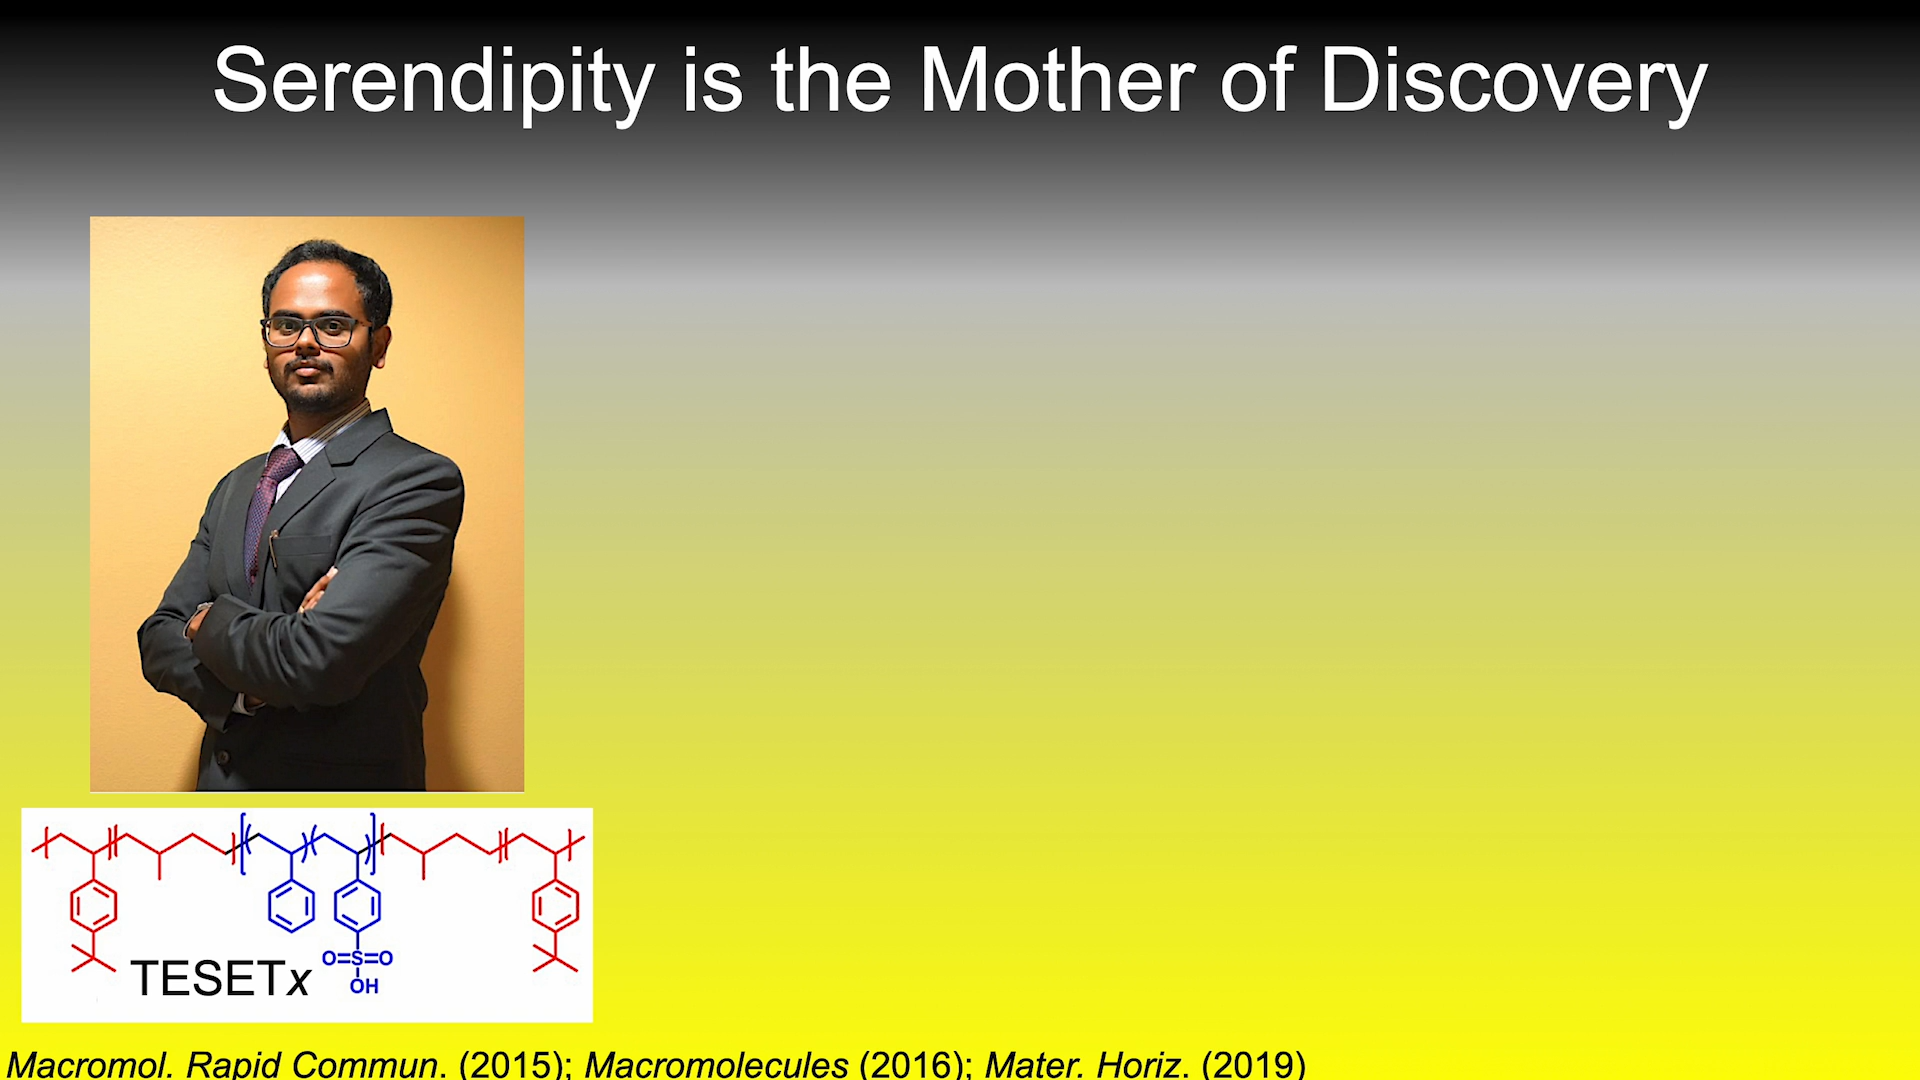 Serendipity is the Mother of Discovery
O=S=O
OH
TESETx
Macromol. Rapid Commun. (2015); Macromolecules (2016); Mater. Horiz. (2019)